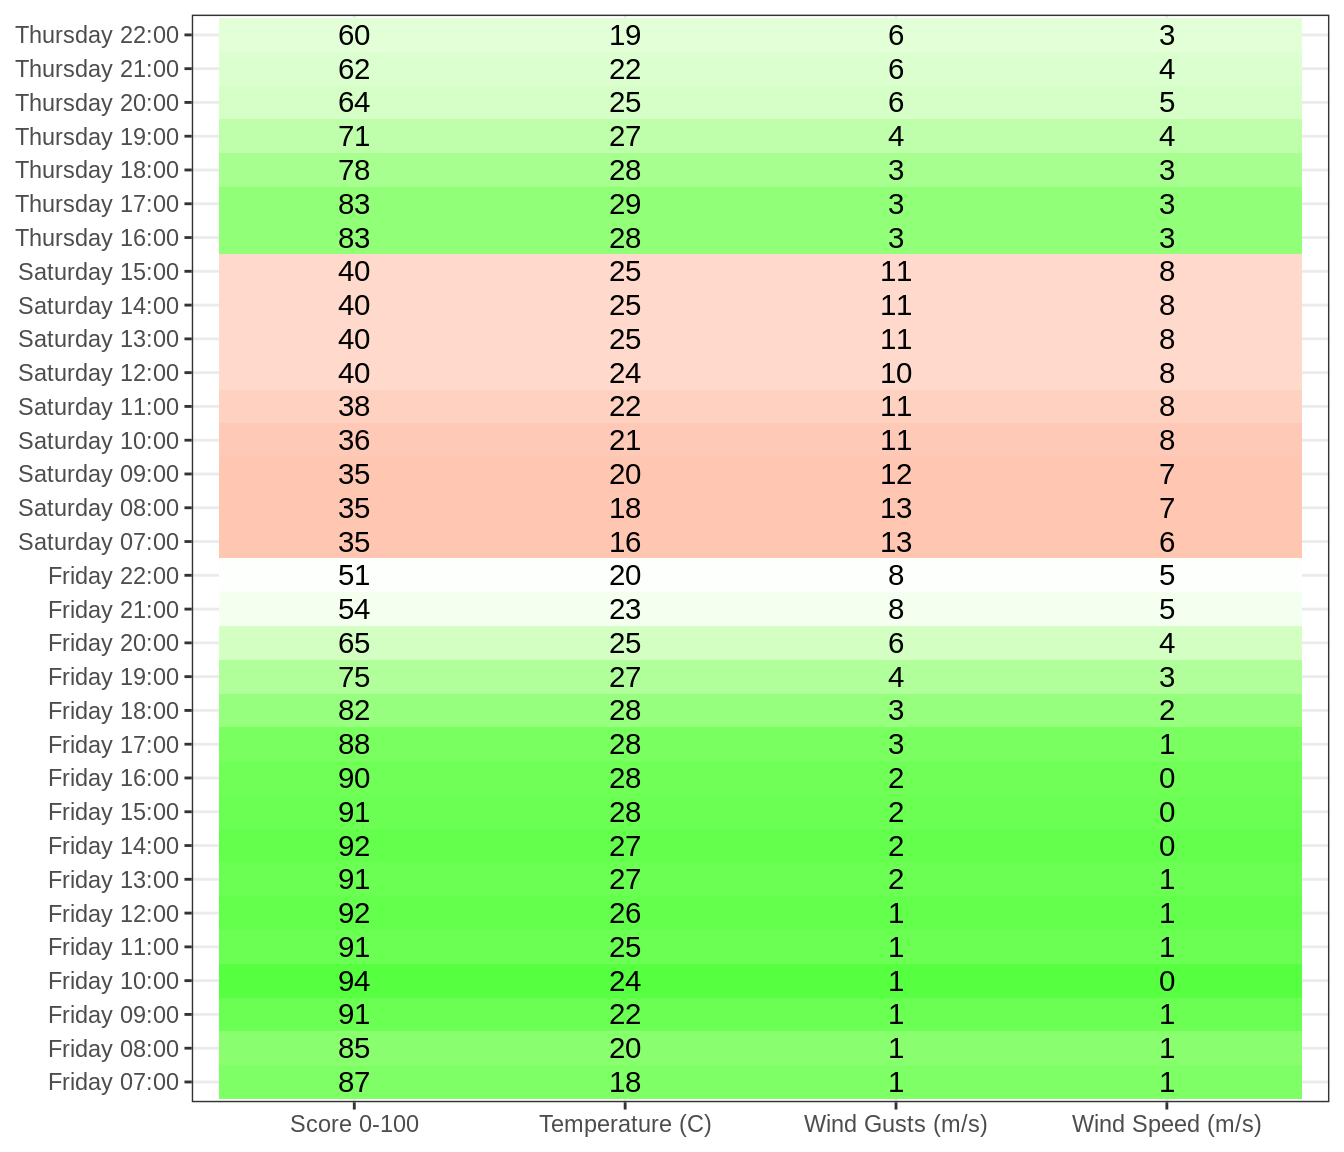 Thursday 22:00 60 19 6 3
Thursday 21:00 62 22 6 4
Thursday 20:00 64 25 6 5
Thursday 19:00 71 27 4 4
Thursday 18:00 78 28 3 3
Thursday 17:00 83 29 3 3
Thursday 16:00 83 28 3 3
Saturday 15:00 40 25 11 8
Saturday 14:00 40 25 11 8
Saturday 13:00 40 25 11 8
Saturday 12:00 40 24 10 8
Saturday 11:00 38 22 11 8
Saturday 10:00 36 21 11 8
Saturday 09:00 35 20 12 7
Saturday 08:00 35 18 13 7
Saturday 07:00 35 16 13 6
Friday 22:00 51 20 8 5
Friday 21:00 54 23 8 5
Friday 20:00 65 25 6 4
Friday 19:00 75 27 4 3
Friday 18:00 82 28 3 2
Friday 17:00 88 28 3 1
Friday 16:00 90 28 2 0
Friday 15:00 91 28 2 0
Friday 14:00 92 27 2 0
Friday 13:00 91 27 2 1
Friday 12:00 92 26 1 1
Friday 11:00 91 25 1 1
Friday 10:00 94 24 1 0
Friday 09:00 91 22 1 1
Friday 08:00 85 20 1 1
Friday 07:00 87 18 1 1
Score 0-100 Temperature (C) Wind Gusts (m/s) Wind Speed (m/s)